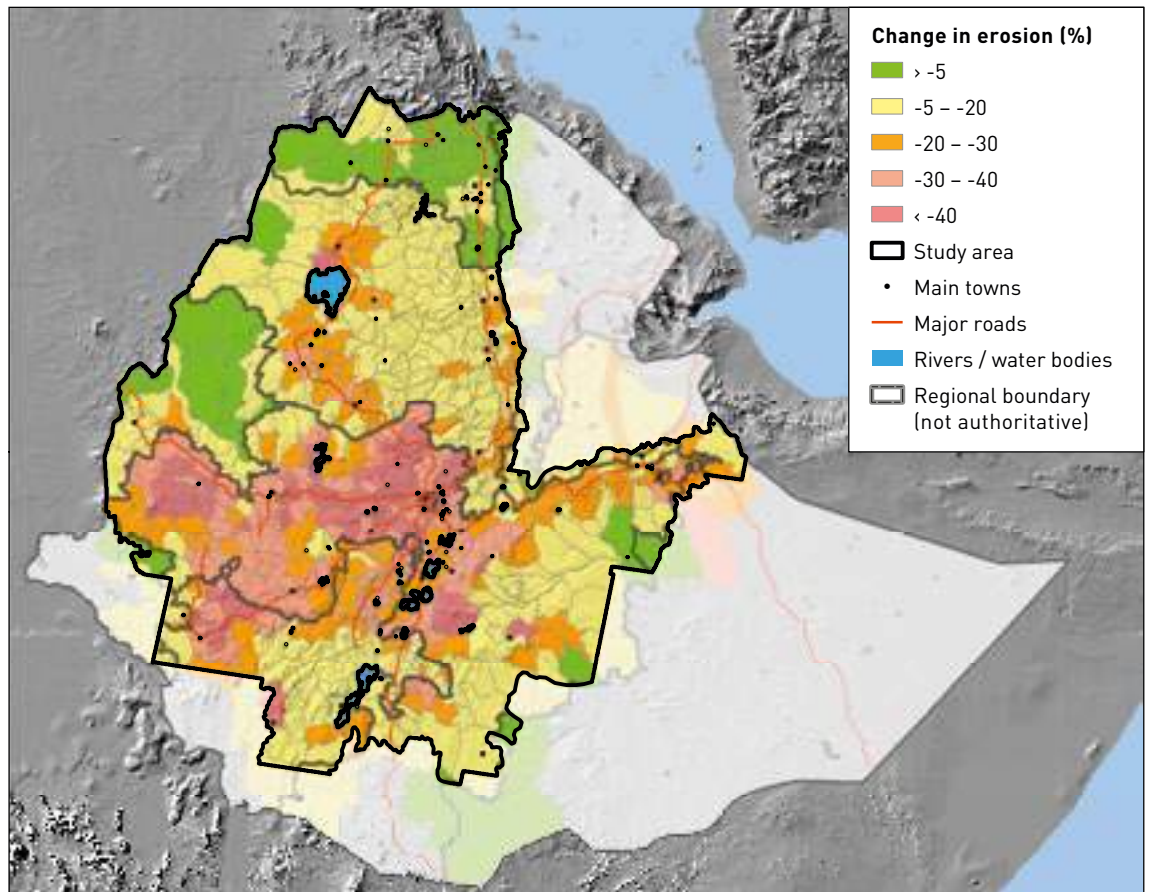 Change in erosion (%)
› -5
-5 – -20
-20 – -30
-30 – -40
‹ -40
Study area
Main towns
Major roads
Rivers / water bodies
Regional boundary
(not authoritative)